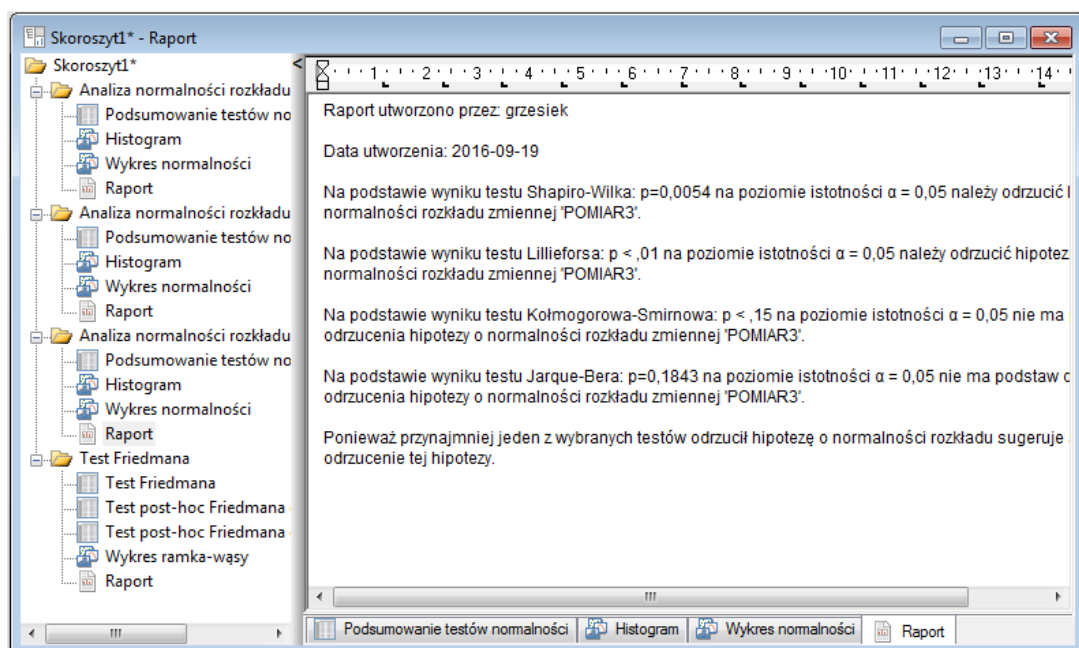 Skoroszyt1* - Raport
Skoroszyt1*
Analiza normalności rozkładu
Podsumowanie testów no
Histogram
Wykres normalności
Raport
Analiza normalności rozkładu
Podsumowanie testów no
Histogram
Wykres normalności
Raport
Analiza normalności rozkładu
Podsumowanie testów no
Histogram
Wykres normalności
Raport
Test Friedmana
Test Friedmana
Test post-hoc Friedmana
Test post-hoc Friedmana
Wykres ramka-wąsy
Raport
1 2 3 4 5 6 7 8 9 10 11 12 13 14
Raport utworzono przez: grzesiek
Data utworzenia: 2016-09-19
Na podstawie wyniku testu Shapiro-Wilka: p=0,0054 na poziomie istotności α = 0,05 należy odrzucić
normalności rozkładu zmiennej 'POMIAR3'.
Na podstawie wyniku testu Lillieforsa: p < ,01 na poziomie istotności α = 0,05 należy odrzucić hipotez
normalności rozkładu zmiennej 'POMIAR3'.
Na podstawie wyniku testu Kołmogorowa-Smirnowa: p < ,15 na poziomie istotności α = 0,05 nie ma
odrzucenia hipotezy o normalności rozkładu zmiennej 'POMIAR3'.
Na podstawie wyniku testu Jarque-Bera: p=0,1843 na poziomie istotności α = 0,05 nie ma podstaw
odrzucenia hipotezy o normalności rozkładu zmiennej 'POMIAR3'.
Ponieważ przynajmniej jeden z wybranych testów odrzucił hipotezę o normalności rozkładu sugeruje
odrzucenie tej hipotezy.
Podsumowanie testów normalności Histogram Wykres normalności Raport